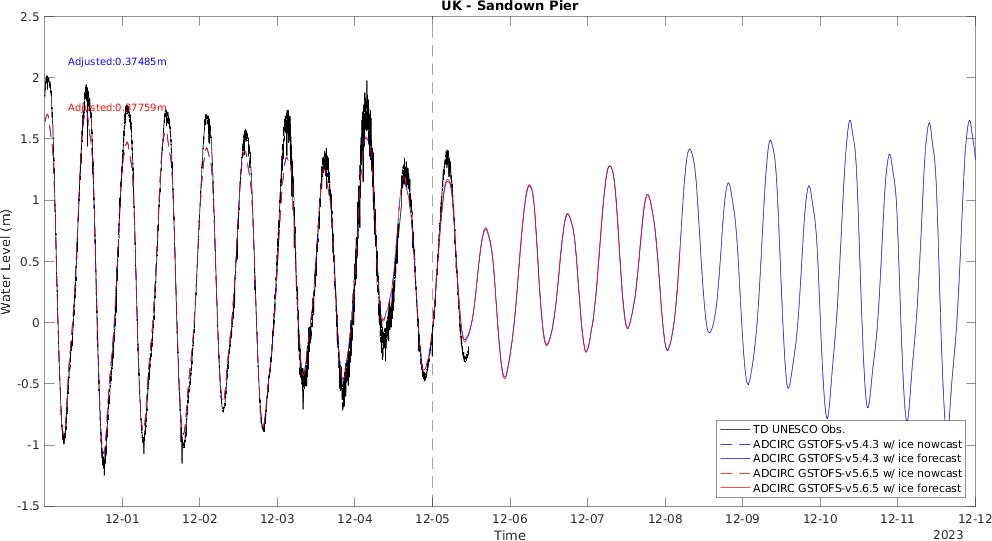 UK - Sandown Pier
2.5
2
1.5
1
0.5
0
-0.5
-1
-1.5
Water Level (m)
Adjusted:0.37485m
Adjusted:0.37759m
TD UNESCO Obs.
ADCIRC GSTOFS-v5.4.3 w/ ice nowcast
ADCIRC GSTOFS-v5.4.3 w/ ice forecast
ADCIRC GSTOFS-v5.6.5 w/ ice nowcast
ADCIRC GSTOFS-v5.6.5 w/ ice forecast
12-01 12-02 12-03 12-04 12-05 12-06 12-07 12-08 12-09 12-10 12-11 12-12
Time
2023